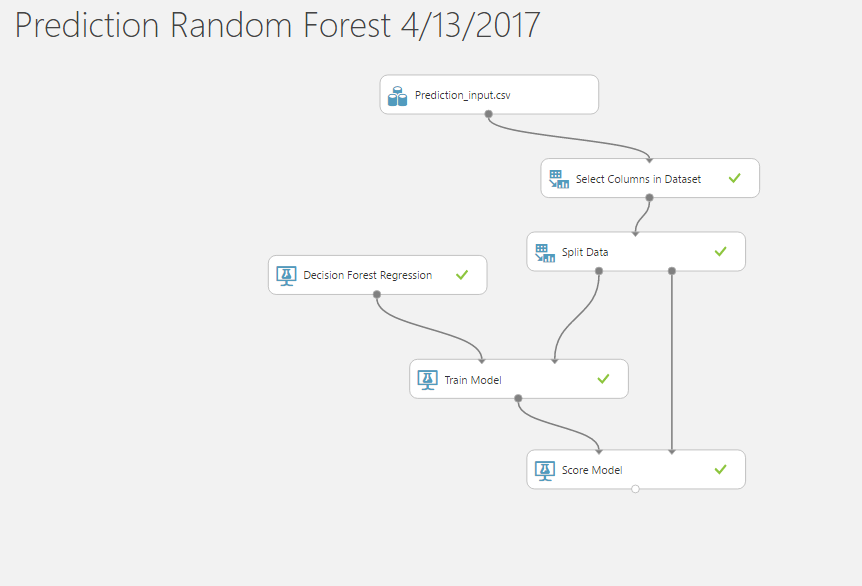 Prediction Random Forest 4/13/2017
Prediction_input.csv
Select Columns in Dataset
Split Data
Decision Forest Regression
Train Model
Score Model